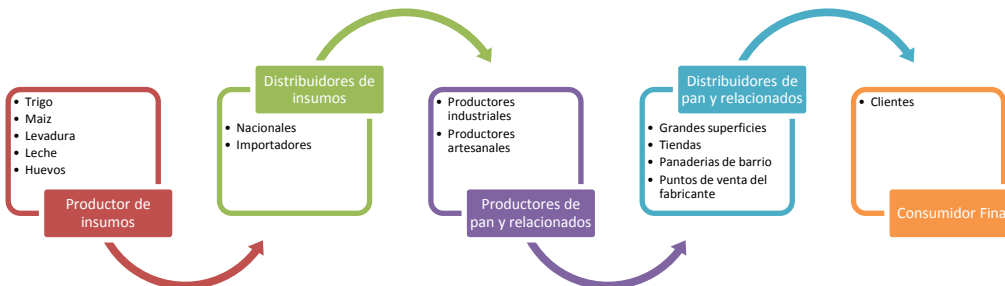 • Trigo
• Maiz
• Levadura
• Leche
• Huevos
Productor de
insumos
Distribuidores de
insumos
• Nacionales
• Importadores
• Productores
industriales
• Productores
artesanales
Productores de
pan y relacionados
Distribuidores de
pan y relacionados
• Grandes superficies
• Tiendas
• Panaderias de barrio
• Puntos de venta del
fabricante
• Clientes
Consumidor Fina